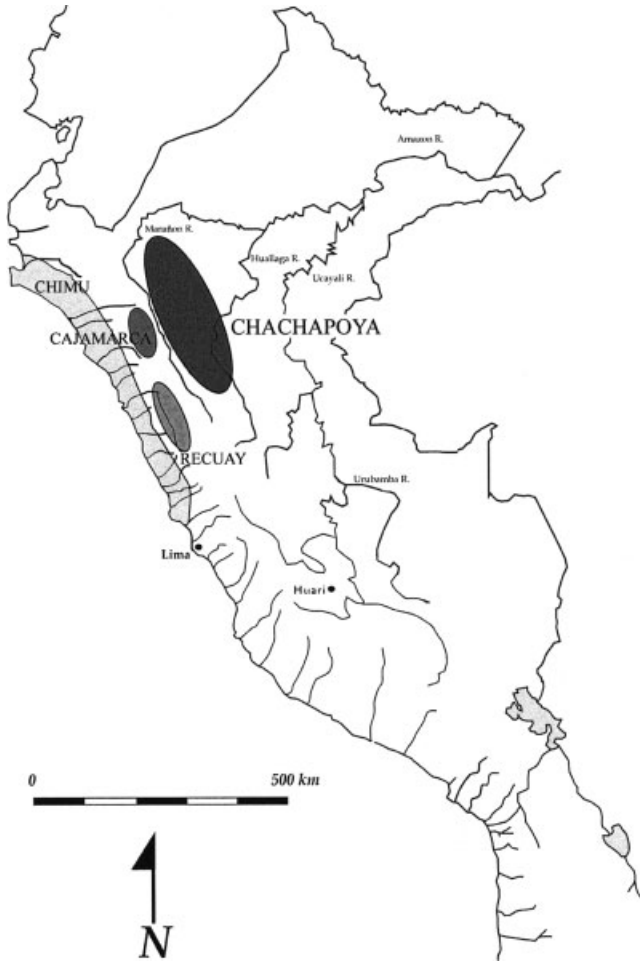 Amazon R.
Marañon R.
Huallaga R.
Ucayali R.
CHIMU
CHACHAPOYA
CAJAMARCA
RECUAY
Urubamba R.
Lima
Huari
0 500 km
N